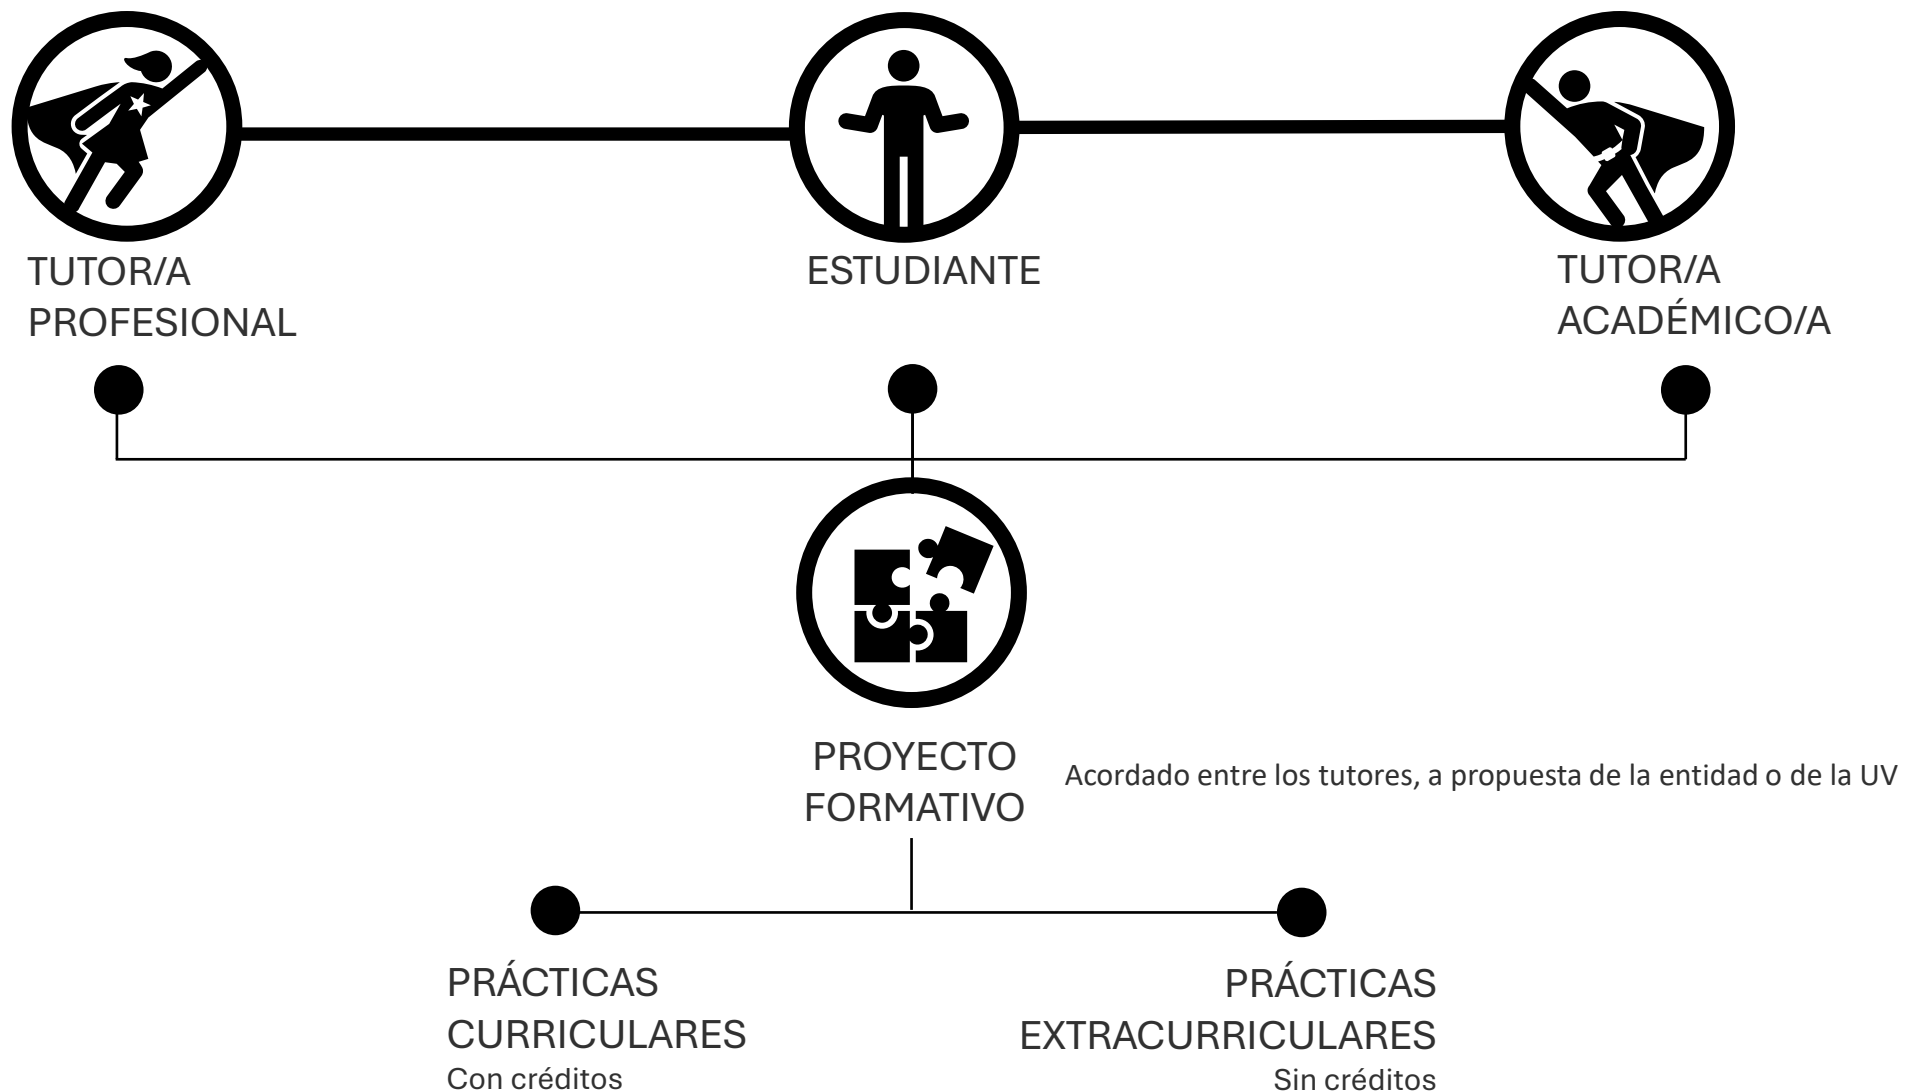 TUTOR/A
PROFESIONAL
ESTUDIANTE
TUTOR/A
ACADÉMICO/A
PROYECTO
FORMATIVO
Acordado entre los tutores, a propuesta de la entidad o de la UV
PRÁCTICAS
CURRICULARES
Con créditos
PRÁCTICAS
EXTRACURRICULARES
Sin créditos